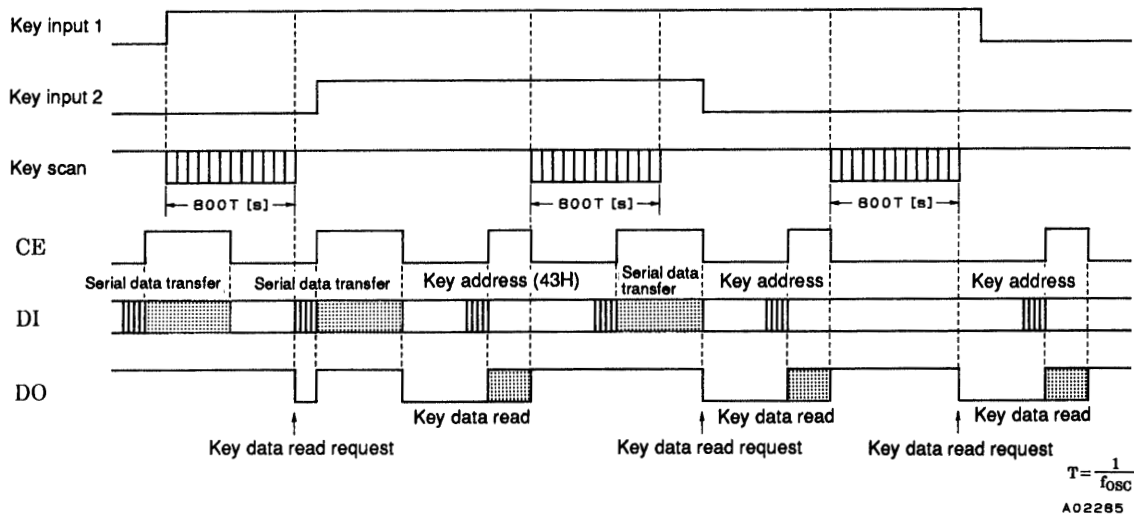 Key input 1
Key input 2
Key scan
800T [s]
800T [s]
800T [s]
CE
Serial data transfer
Serial data transfer
Key address (43H)
Serial data
transfer
Key address
Key address
DI
DO
Key data read
Key data read
Key data read
Key data read request
Key data read request
Key data read request
T=1/fOSC
A02285